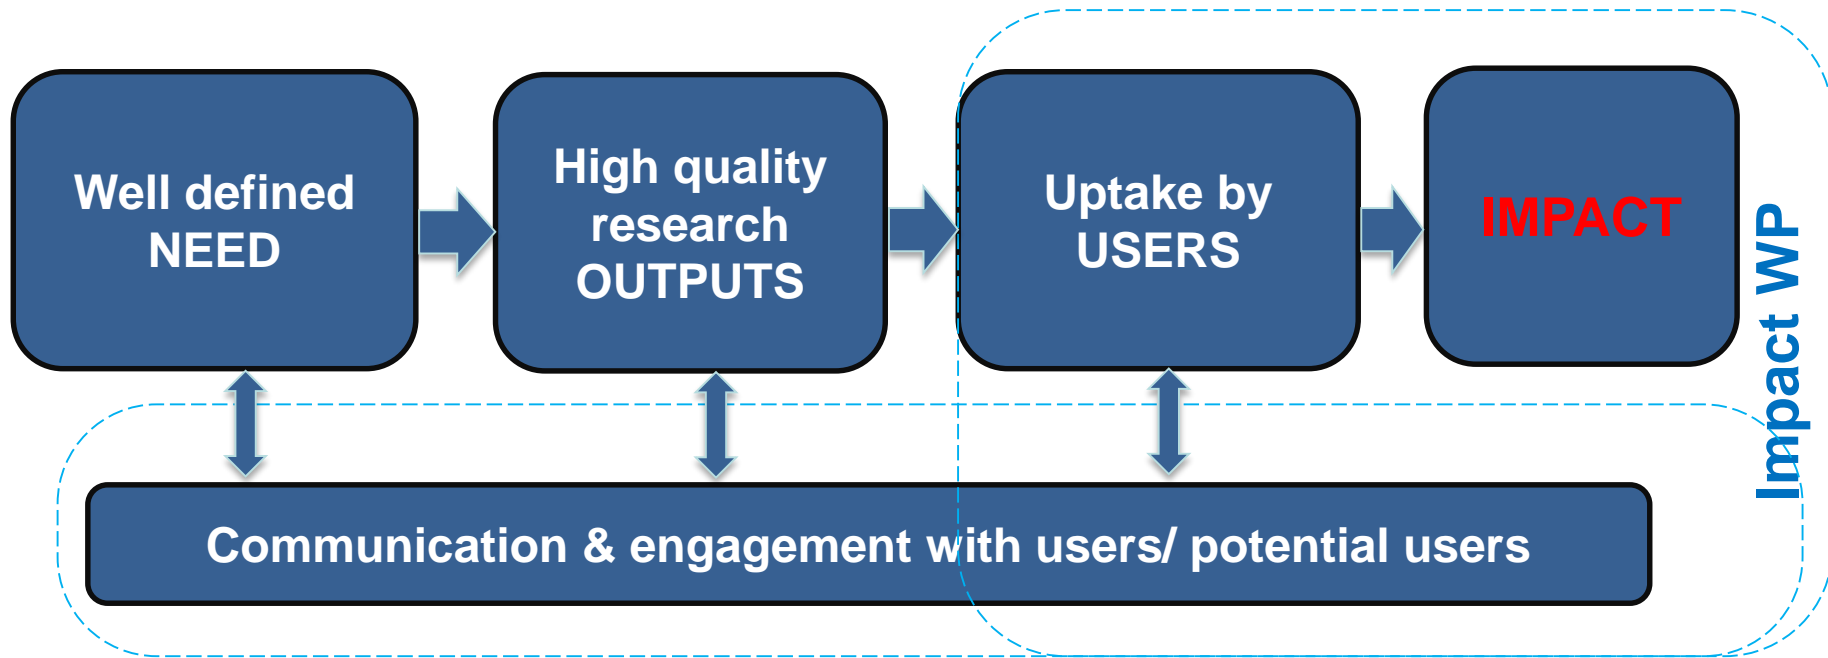 Well defined
NEED
High quality
research
OUTPUTS
Uptake by
USERS
IMPACT
Impact WP
Communication & engagement with users/ potential users